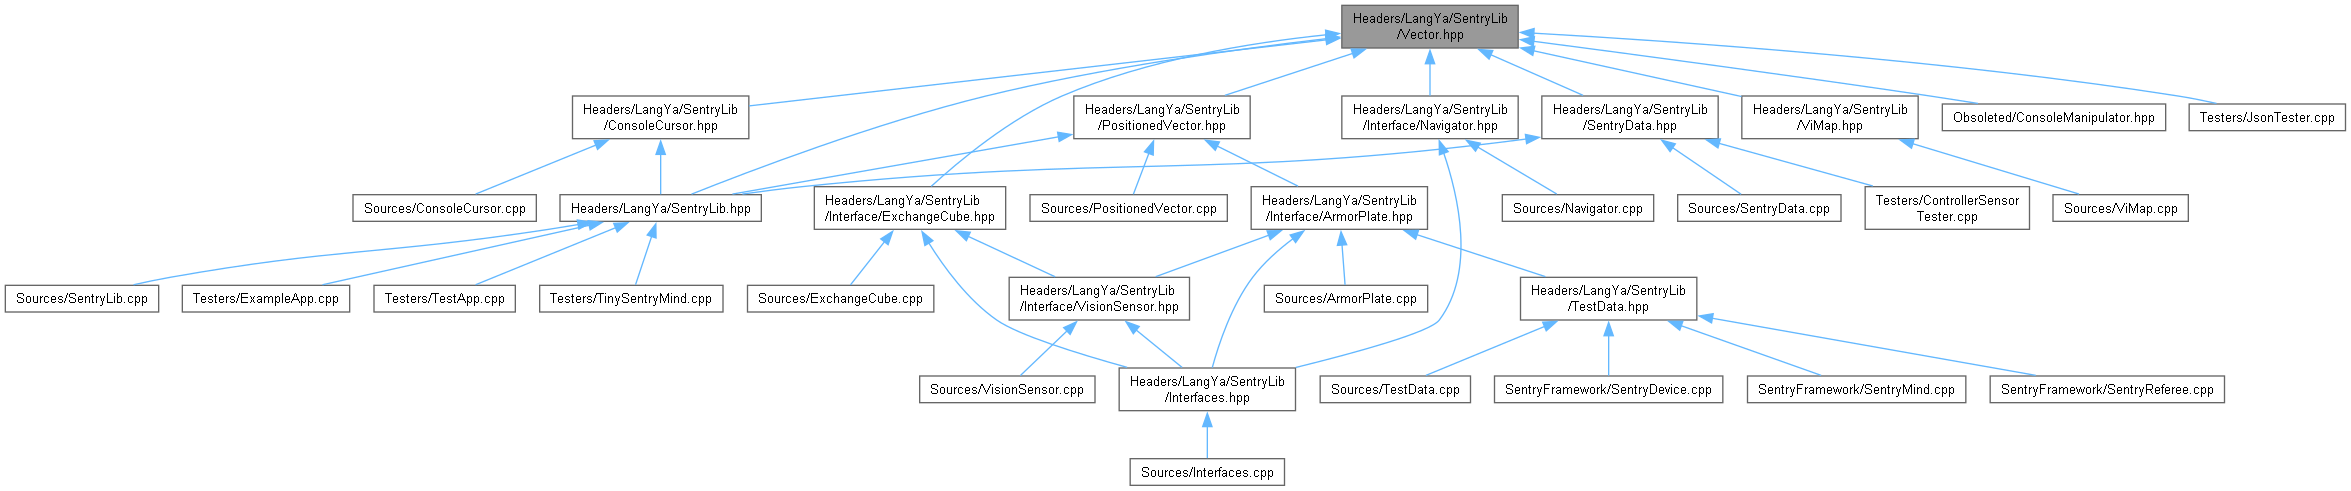 Headers/LangYa/SentryLib
/Vector.hpp
Headers/LangYa/SentryLib
/ConsoleCursor.hpp
Headers/LangYa/SentryLib
/PositionedVector.hpp
Headers/LangYa/SentryLib
/Interface/Navigator.hpp
Headers/LangYa/SentryLib
/SentryData.hpp
Headers/LangYa/SentryLib
/ViMap.hpp
Obsoleted/ConsoleManipulator.hpp
Testers/JsonTester.cpp
Sources/ConsoleCursor.cpp
Headers/LangYa/SentryLib.hpp
Headers/LangYa/SentryLib
/Interface/ExchangeCube.hpp
Sources/PositionedVector.cpp
Headers/LangYa/SentryLib
/Interface/ArmorPlate.hpp
Sources/Navigator.cpp
Sources/SentryData.cpp
Testers/ControllerSensor
Tester.cpp
Sources/ViMap.cpp
Sources/SentryLib.cpp
Testers/ExampleApp.cpp
Testers/TestApp.cpp
Testers/TinySentryMind.cpp
Sources/ExchangeCube.cpp
Headers/LangYa/SentryLib
/Interface/VisionSensor.hpp
Sources/ArmorPlate.cpp
Headers/LangYa/SentryLib
/TestData.hpp
Sources/VisionSensor.cpp
Headers/LangYa/SentryLib
/Interfaces.hpp
Sources/TestData.cpp
SentryFramework/SentryDevice.cpp
SentryFramework/SentryMind.cpp
SentryFramework/SentryReferee.cpp
Sources/Interfaces.cpp